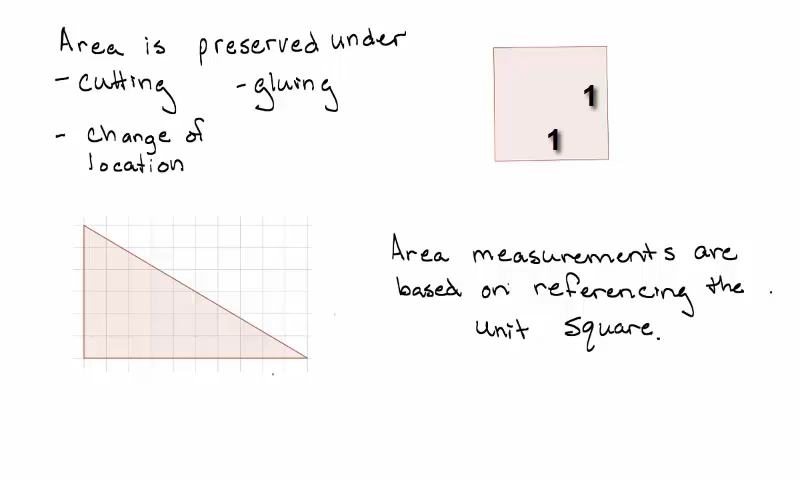 Area is preserved under
- cutting - gluing
- change of
location
1
1
Area measurements are
based on referencing the
unit square.